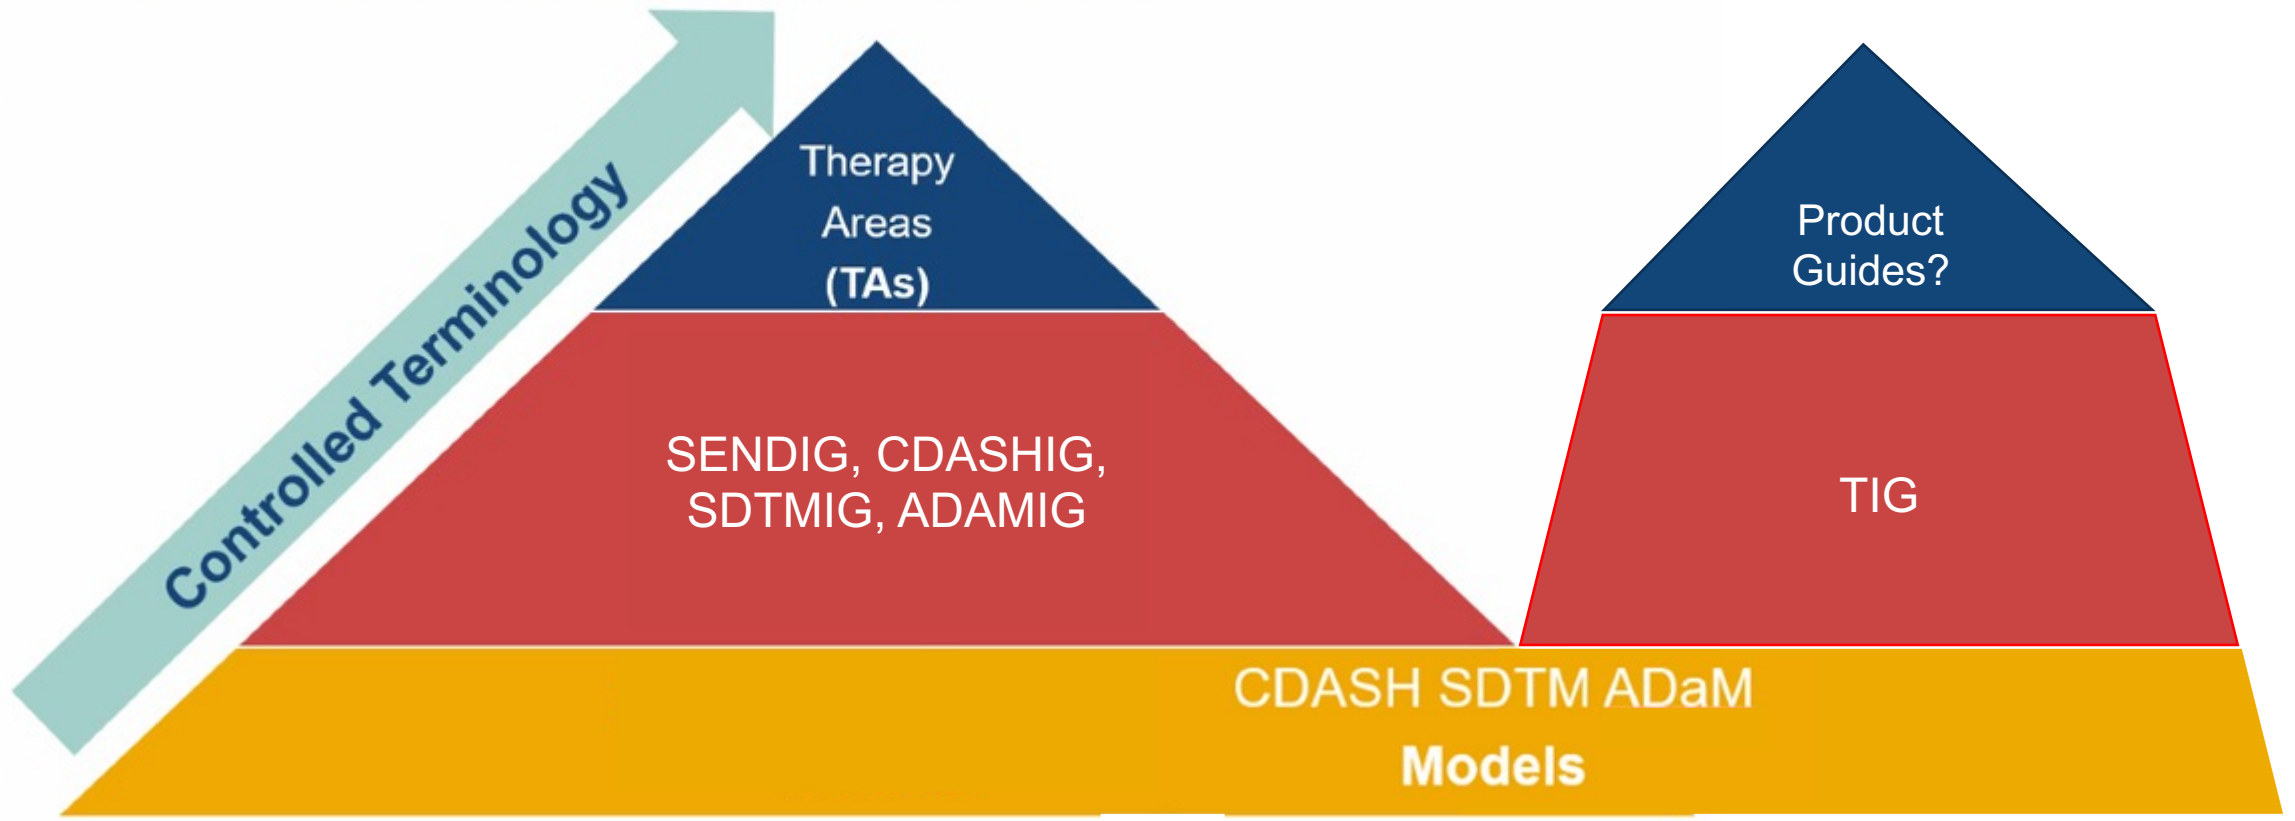 Controlled Terminology
Therapy
Areas
(TAs)
SENDIG, CDASHIG,
SDTMIG, ADAMIG
Product
Guides?
TIG
CDASH SDTM ADaM
Models